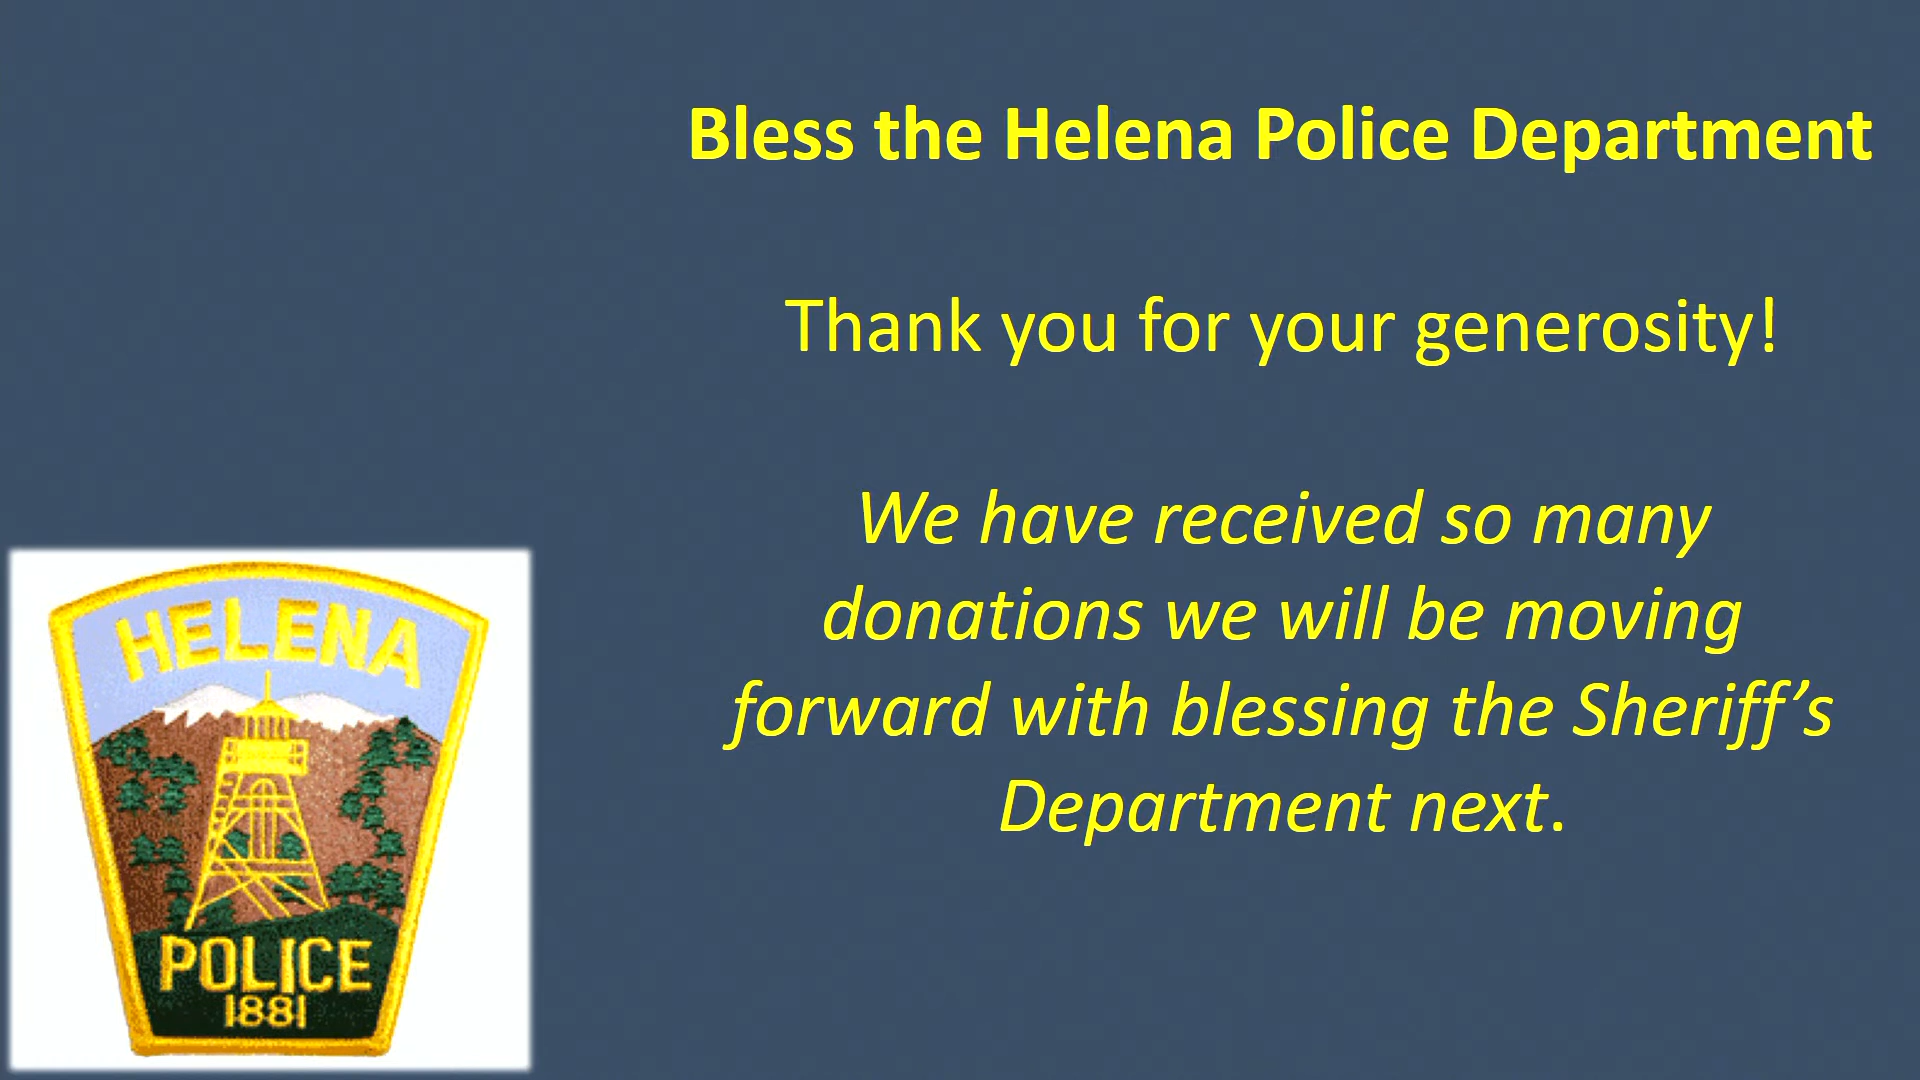 Bless the Helena Police Department
Thank you for your generosity!
We have received so many
donations we will be moving
forward with blessing the Sheriff’s
Department next.
HELENA
POLICE
1881